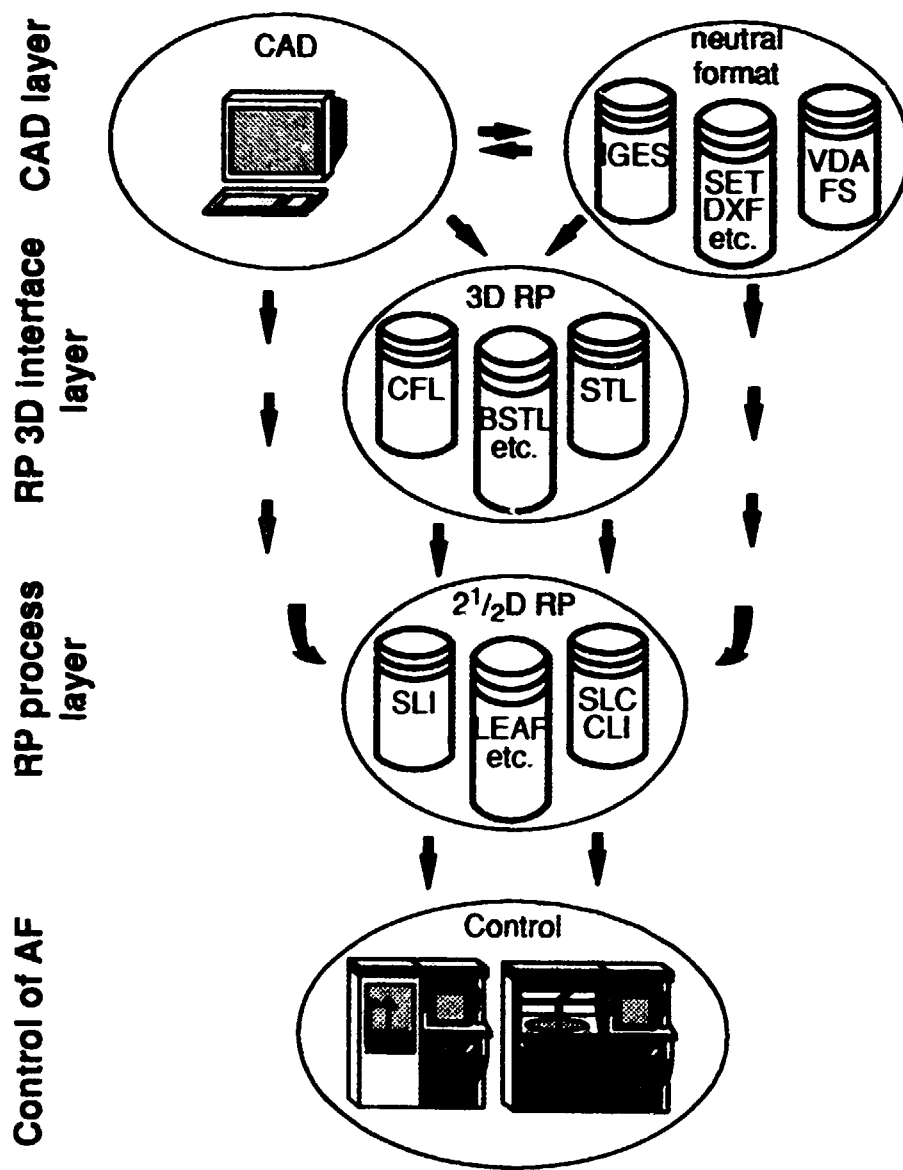 CAD layer
CAD
neutral
format
IGES
SET
DXF
etc.
VDA
FS
RP 3D interface
layer
3D RP
CFL
BSTL
etc.
STL
RP process
layer
2¹/₂D RP
SLI
LEAF
etc.
SLC
CLI
Control of AF
Control